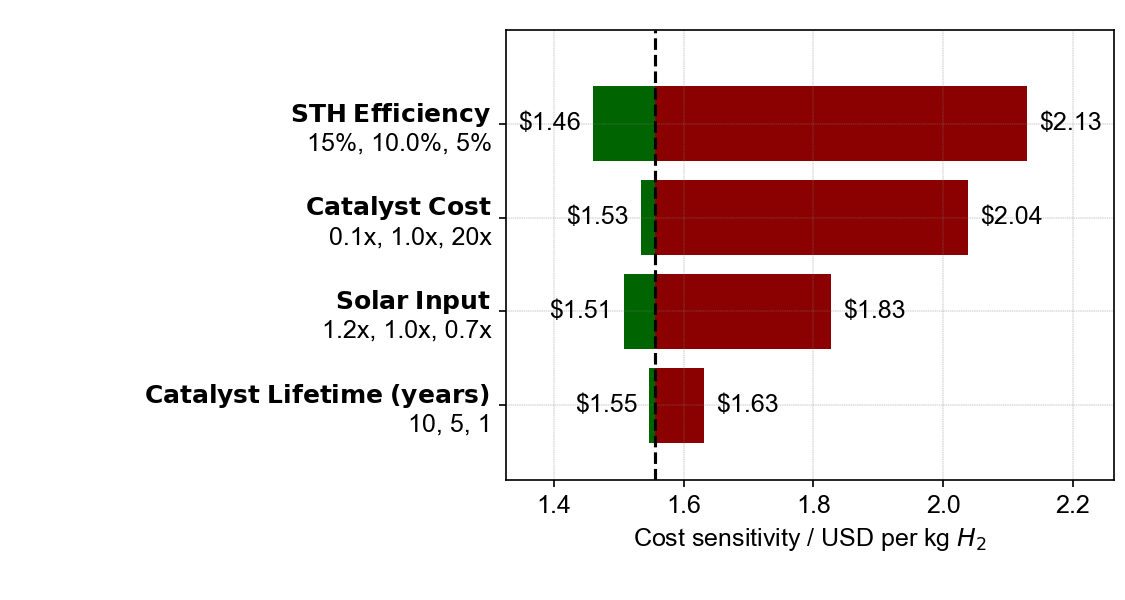 STH Efficiency
15%, 10.0%, 5%
$1.46
$2.13
Catalyst Cost
0.1x, 1.0x, 20x
$1.53
$2.04
Solar Input
1.2x, 1.0x, 0.7x
$1.51
$1.83
Catalyst Lifetime (years)
10, 5, 1
$1.55
$1.63
1.4 1.6 1.8 2.0 2.2
Cost sensitivity / USD per kg H₂